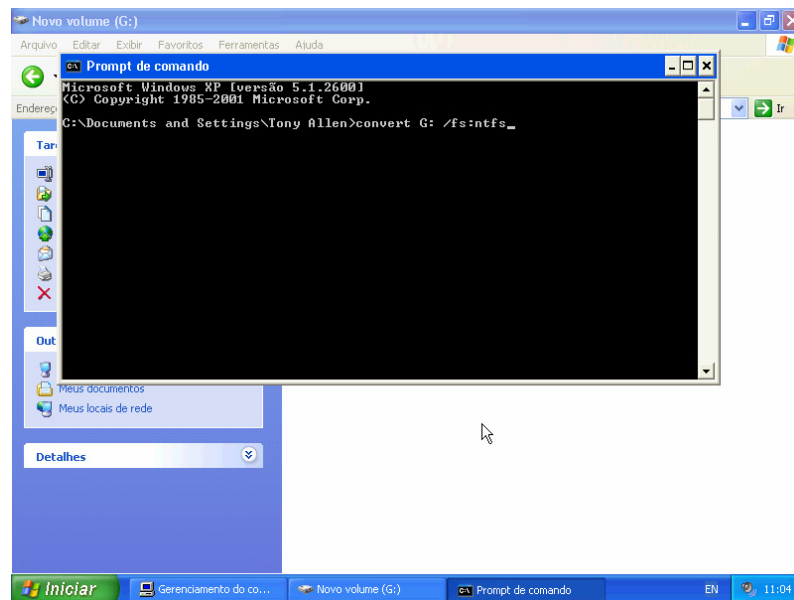 Novo volume (G:)
Arquivo Editar Exibir Favoritos Ferramentas Ajuda
Prompt de comando
Microsoft Windows XP [versão 5.1.2600]
(C) Copyright 1985-2001 Microsoft Corp.
C:\Documents and Settings\Tony Allen>convert G: /fs:ntfs_
Endereç
Ir
Tar
Out
Meus documentos
Meus locais de rede
Detalhes
Iniciar Gerenciamento do co... Novo volume (G:) Prompt de comando EN 11:04